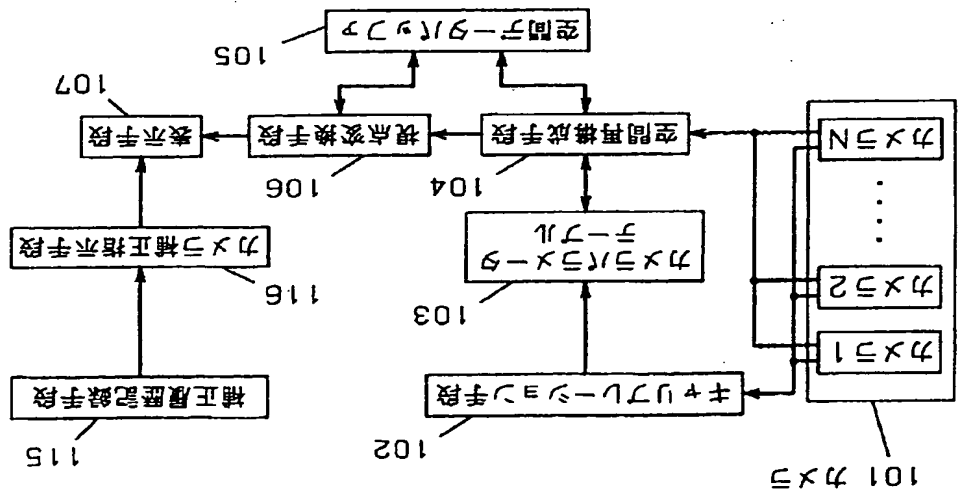 101 カメラ
カメラ1
カメラ2
・・・・
カメラN
102
キャリブレーション手段
103
カメラパラメータ
テーブル
104
空間再構成手段
106
視点変換手段
105
空間データバッファ
107
表示手段
115
補正履歴記録手段
116
カメラ補正指示手段